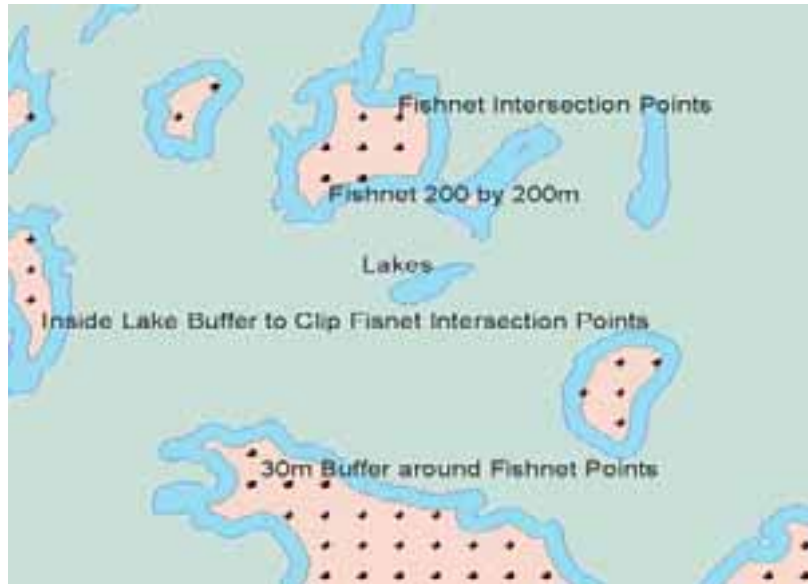 Fishnet Intersection Points
Fishnet 200 by 200m
Lakes
Inside Lake Buffer to Clip Fisnet Intersection Points
30m Buffer around Fishnet Points